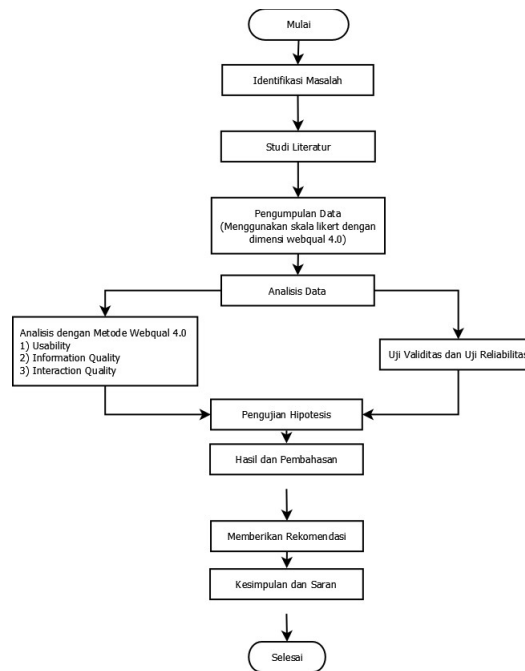 Mulai
Identifikasi Masalah
Studi Literatur
Pengumpulan Data
(Menggunakan skala likert dengan
dimensi webqual 4.0)
Analisis Data
Analisis dengan Metode Webqual 4.0
1) Usability
2) Information Quality
3) Interaction Quality
Uji Validitas dan Uji Reliabilitas
Pengujian Hipotesis
Hasil dan Pembahasan
Memberikan Rekomendasi
Kesimpulan dan Saran
Selesai